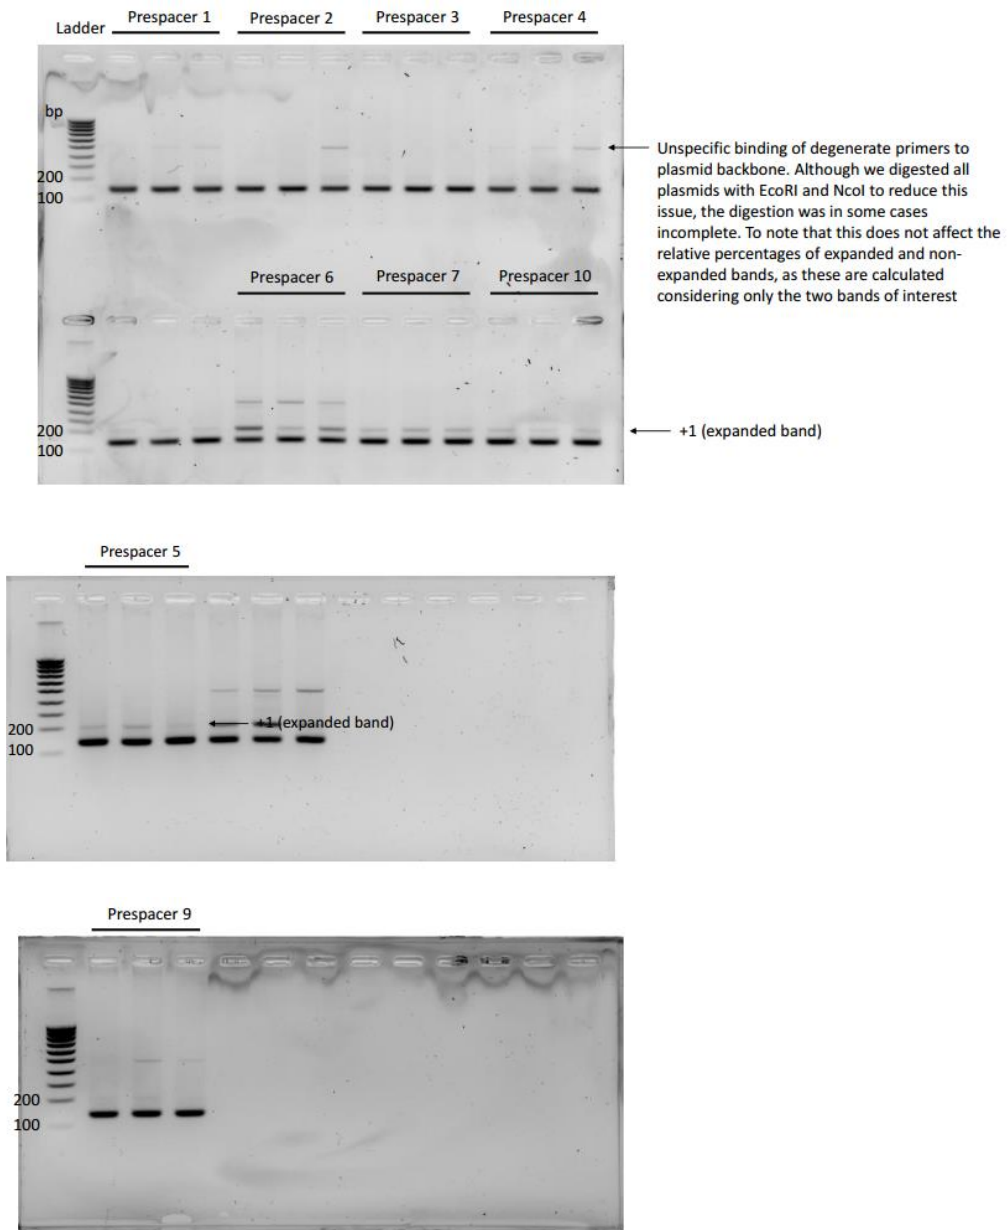 Ladder
Prespacer 1
Prespacer 2
Prespacer 3
Prespacer 4
bp
200
100
Unspecific binding of degenerate primers to
plasmid backbone. Although we digested all
plasmids with EcoRI and NcoI to reduce this
issue, the digestion was in some cases
incomplete. To note that this does not affect the
relative percentages of expanded and non-
expanded bands, as these are calculated
considering only the two bands of interest
Prespacer 6
Prespacer 7
Prespacer 10
200
100
+1 (expanded band)
Prespacer 5
200
100
+1 (expanded band)
Prespacer 9
200
100